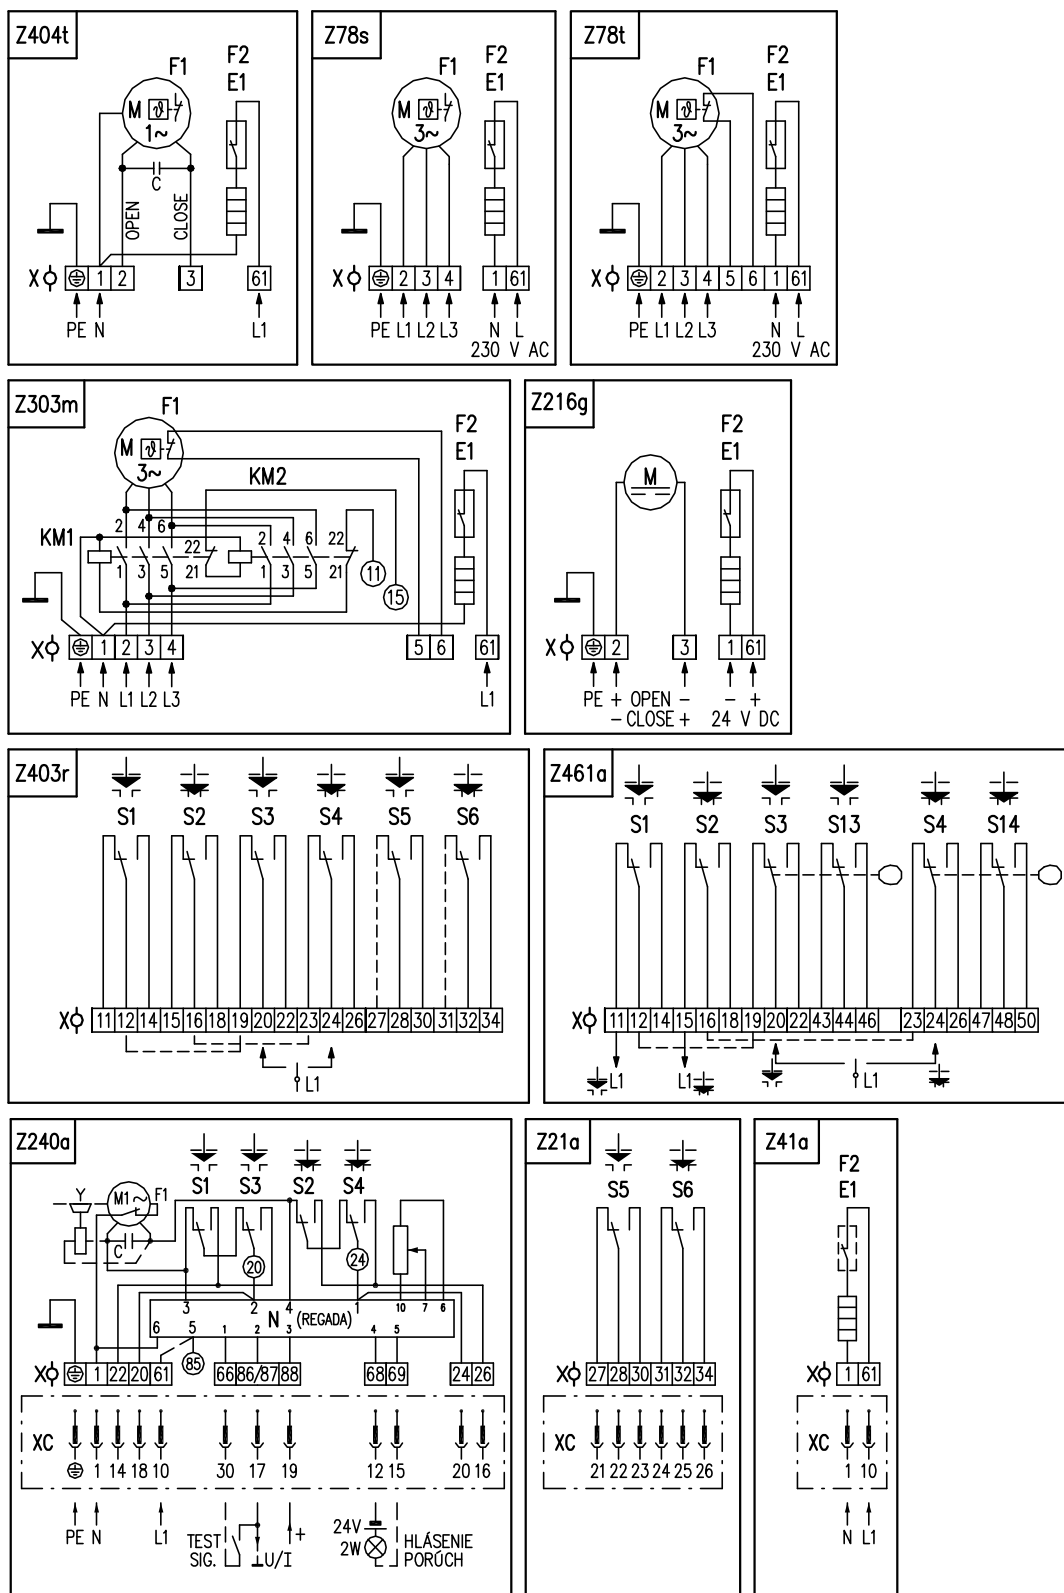 Z404t
F1
F2
E1
M
ϑ
1~
C
OPEN
CLOSE
X 1 2 3 61
PE N L1
Z78s
F1
F2
E1
M
ϑ
3~
X 2 3 4 1 61
PE L1 L2 L3 N L
230 V AC
Z78t
F1
F2
E1
M
ϑ
3~
X 2 3 4 5 6 1 61
PE L1 L2 L3 N L
230 V AC
Z303m
F1
F2
E1
M
ϑ
3~
KM2
KM1
2 4 6 22 2 4 6 22
1 3 5 21 1 3 5 21
11
15
X 1 2 3 4 5 6 61
PE N L1 L2 L3 L1
Z216g
F2
E1
M
X 2 3 1 61
PE + OPEN - - +
- CLOSE + 24 V DC
Z403r
S1 S2 S3 S4 S5 S6
X 11 12 14 15 16 18 19 20 22 23 24 26 27 28 30 31 32 34
L1
Z461a
S1 S2 S3 S13 S4 S14
X 11 12 14 15 16 18 19 20 22 43 44 46 23 24 26 47 48 50
L1 L1 L1
Z240a
S1 S3 S2 S4
Y M1 ~ F1
C
20 24
3 2 4 1 10 7 6
N (REGADA)
6 5 1 2 3 4 5
85
X 1 22 20 61 66 86/87 88 68 69 24 26
XC
1 14 18 10 30 17 19 12 15 20 16
PE N L1
TEST
SIG.
U/I
+
24V
2W
HLÁSENIE
PORÚCH
Z21a
S5 S6
X 27 28 30 31 32 34
XC
21 22 23 24 25 26
Z41a
F2
E1
X 1 61
XC
1 10
N L1